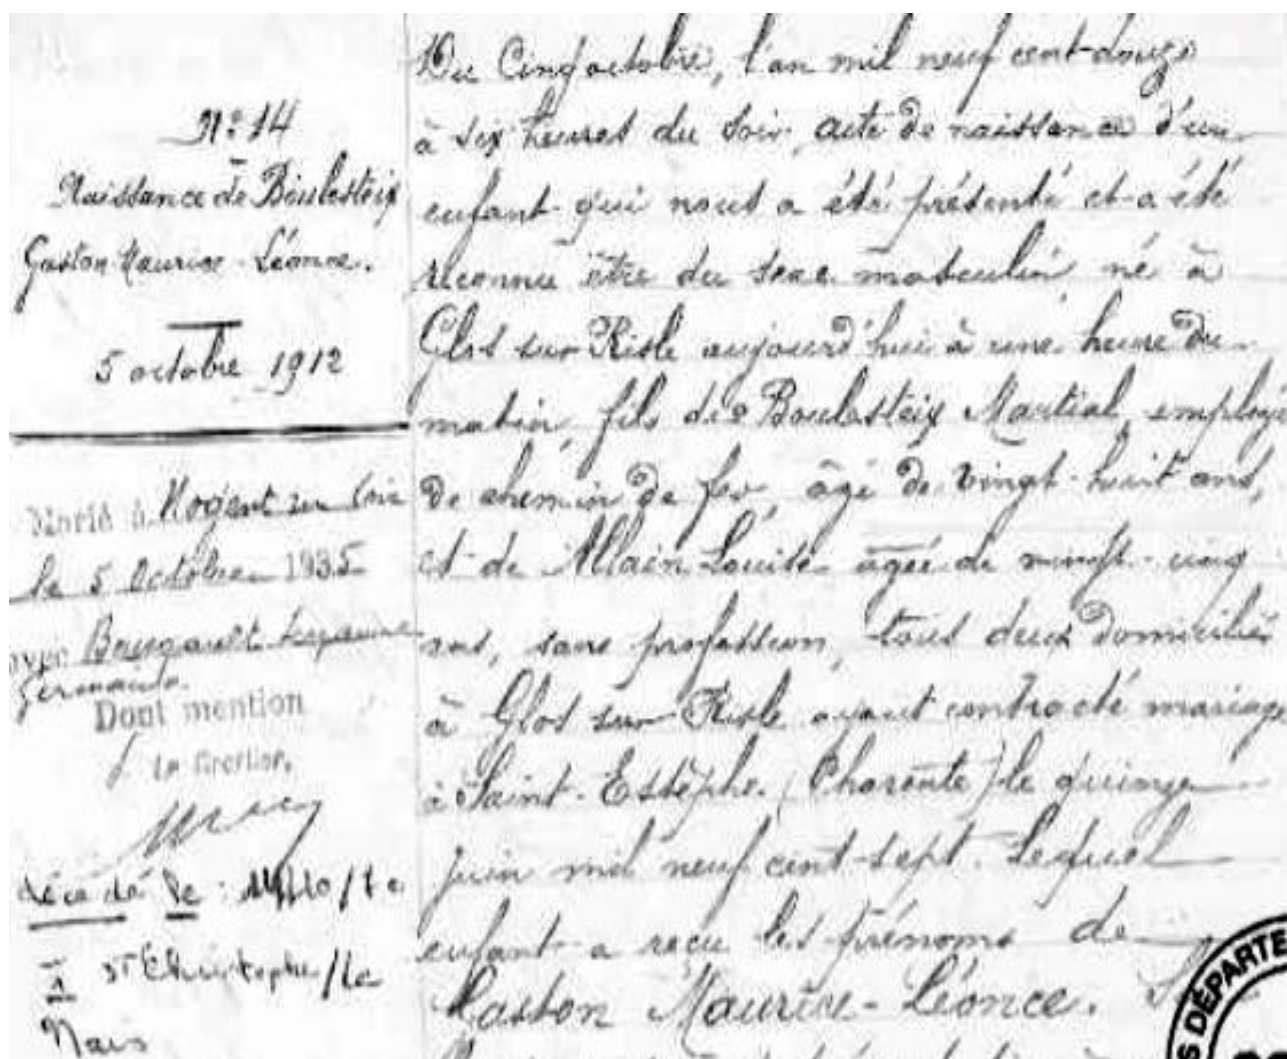 N° 14
Naissance de Boulesteix
Gaston Maurice-Léonce.
5 octobre 1912
Marié à Nogent sur Loir
le 5 octobre 1935
avec Bougault
Germaine.
Dont mention
Le Greffier,
décédé le :
à St Christophe/Le
Nais
Du Cinq octobre, l'an mil neuf cent-douze
à six heures du soir, acte de naissance d'un
enfant qui nous a été présenté et a été
reconnu être du sexe masculin né à
Glos sur Risle aujourd'hui à une heure du
matin, fils de Boulesteix Martial, employé
de chemin de fer, âgé de vingt-huit ans,
et de Allain Louise âgée de vingt-cinq
ans, sans profession, tous deux domiciliés
à Glos sur Risle ayant contracté mariage
à Saint-Estèphe. (Charente) le quinze
juin mil neuf cent-sept. Lequel
enfant a reçu les prénoms de
Gaston Maurice-Léonce.
S DÉPARTE